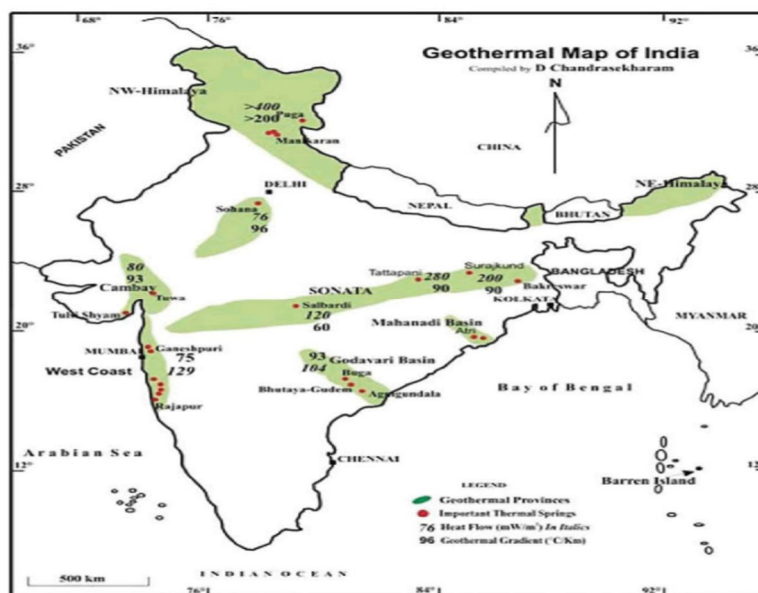 68° 76° 84° 92°
36° 36
Geothermal Map of India
Compiled by D Chandrasekharam
N
NW-Himalaya
>400
>200
Puga
Manikaran
PAKISTAN
CHINA
28° 28
DELHI
NE-Himalaya
NEPAL
BHUTAN
Sohana
76
96
80
93
Cambay
Tuwa
Tulsi Shyam
SONATA
Tattapani
280
90
Surajkund
200
90
Bakreswar
BANGLADESH
KOLKATA
Salbardi
120
60
MYANMAR
20° 20
Mahanadi Basin
Atri
MUMBAI
Ganeshpuri
75
129
West Coast
Rajapur
93
104
Godavari Basin
Buga
Bhutaya-Gudem
Agnigundala
Bay of Bengal
Arabian Sea
12° 12
CHENNAI
Barren Island
LEGEND
Geothermal Provinces
Important Thermal Springs
76 Heat Flow (mW/m²) In Italics
96 Geothermal Gradient (°C/Km)
500 km
INDIAN OCEAN
76° 84° 92°